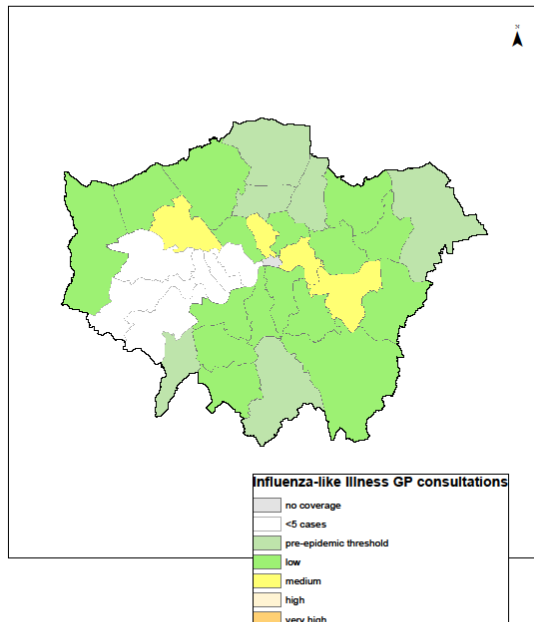 N
Influenza-like Illness GP consultations
no coverage
<5 cases
pre-epidemic threshold
low
medium
high
very high